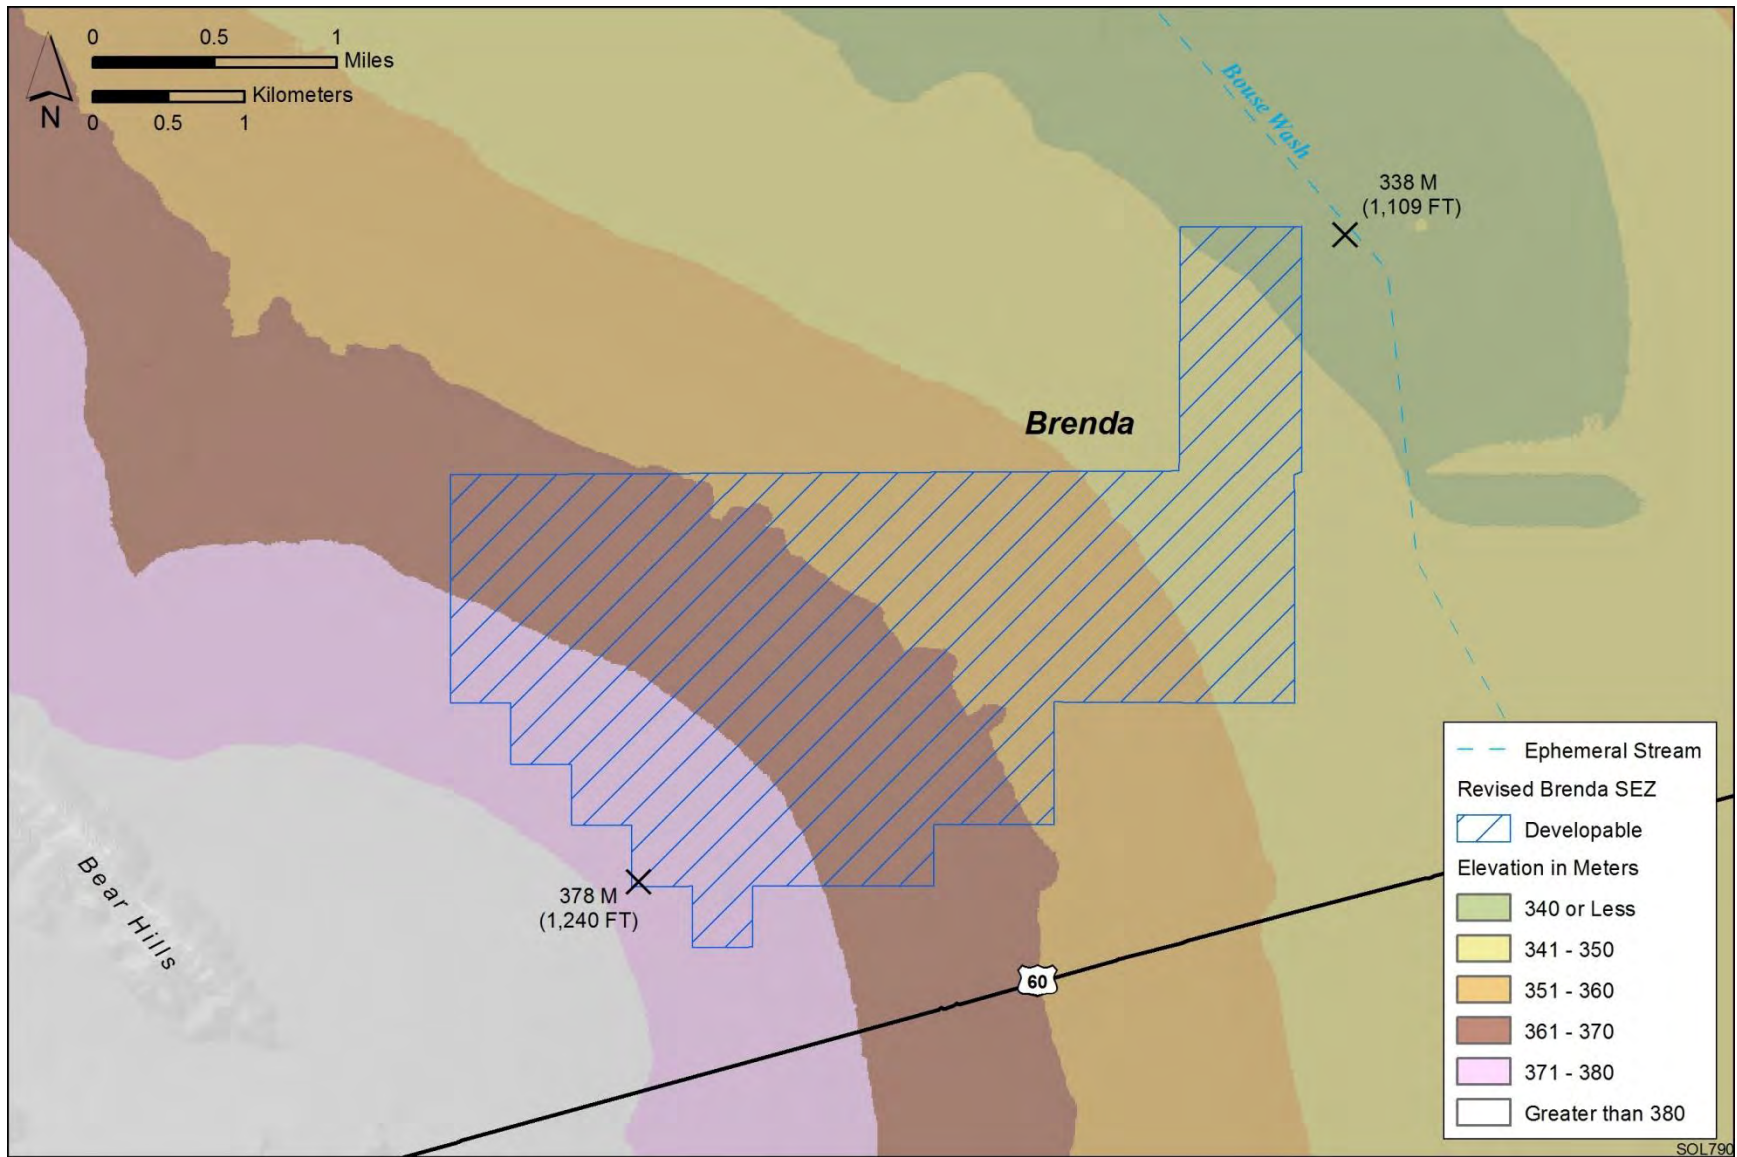 0 0.5 1
Miles
Kilometers
0 0.5 1
N
Bouse Wash
338 M
(1,109 FT)
Brenda
378 M
(1,240 FT)
Bear Hills
60
Ephemeral Stream
Revised Brenda SEZ
Developable
Elevation in Meters
340 or Less
341 - 350
351 - 360
361 - 370
371 - 380
Greater than 380
SOL790